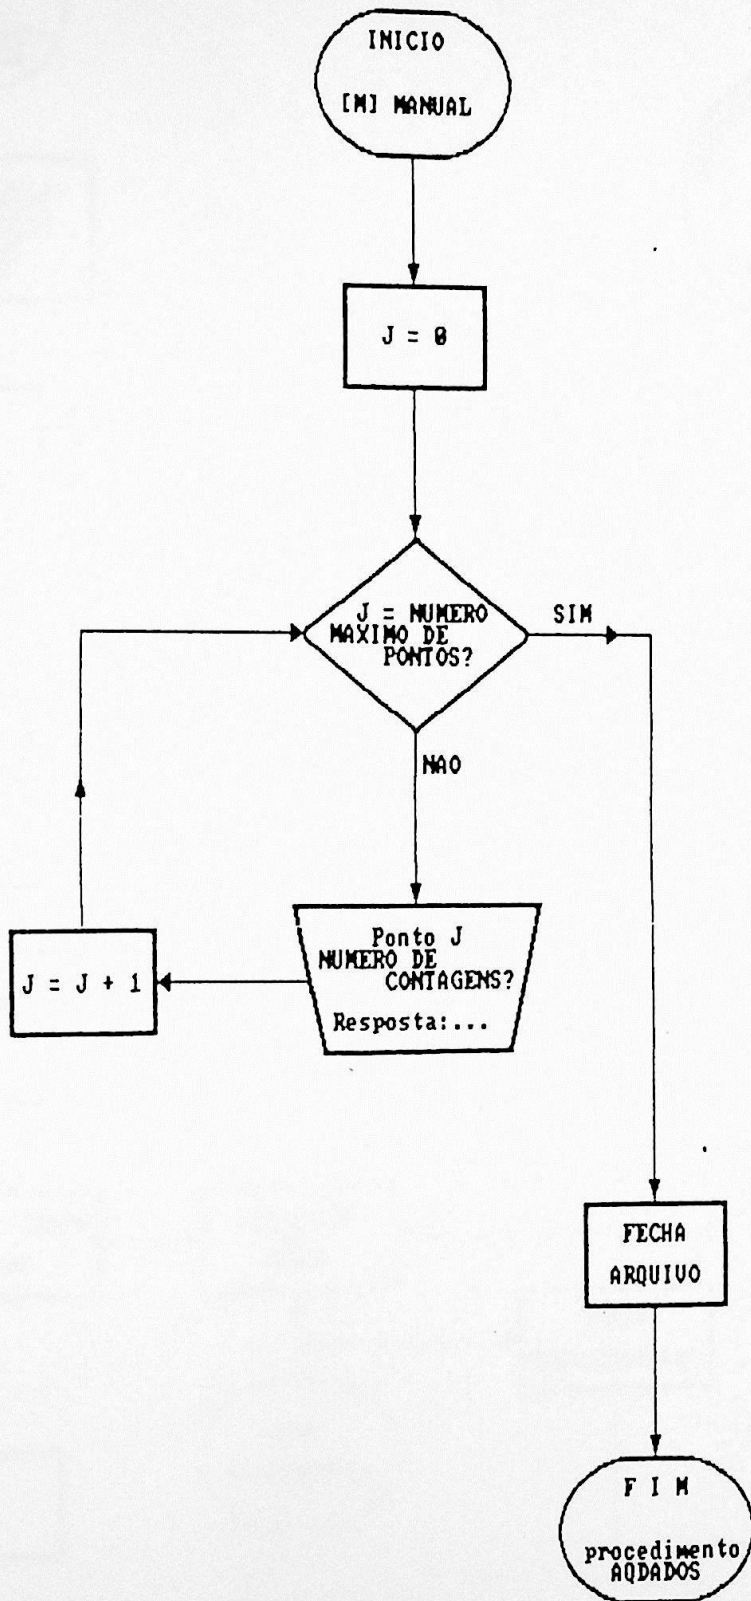 INICIO
[M] MANUAL
J = 0
J = NUMERO
MAXIMO DE
PONTOS?
SIM
NAO
Ponto J
NUMERO DE
CONTAGENS?
Resposta:...
J = J + 1
FECHA
ARQUIVO
F I M
procedimento
AQDADOS